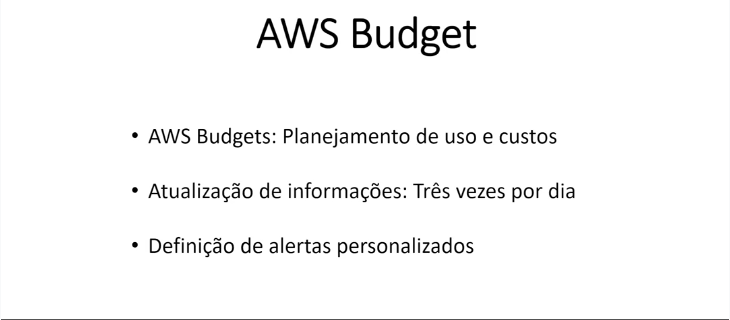 AWS Budget
• AWS Budgets: Planejamento de uso e custos
• Atualização de informações: Três vezes por dia
• Definição de alertas personalizados